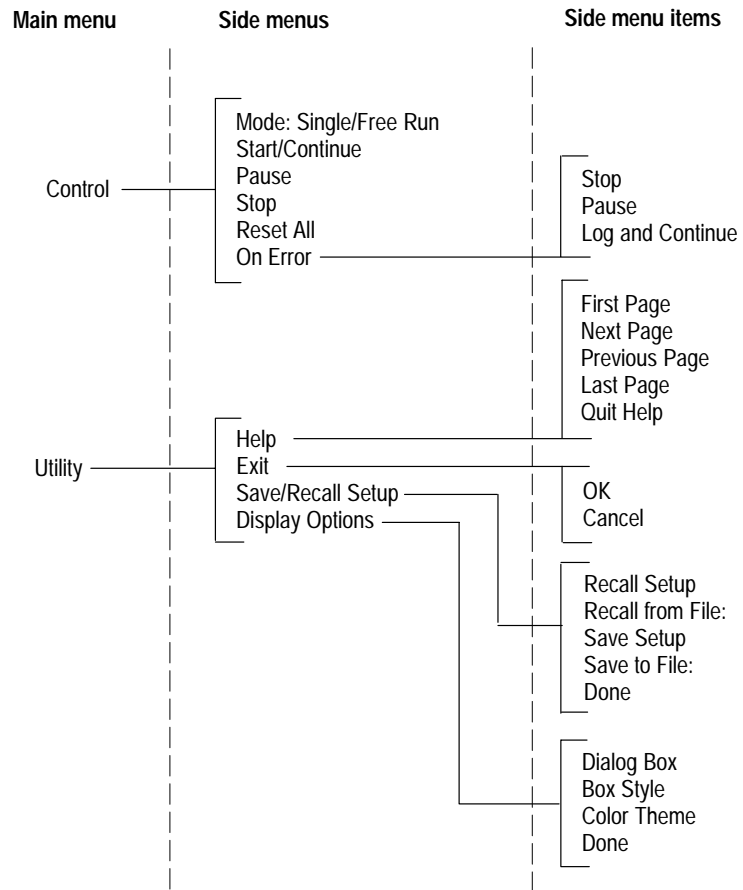 Main menu
Side menus
Side menu items
Control
Mode: Single/Free Run
Start/Continue
Pause
Stop
Reset All
On Error
Stop
Pause
Log and Continue
First Page
Next Page
Previous Page
Last Page
Quit Help
Utility
Help
Exit
Save/Recall Setup
Display Options
OK
Cancel
Recall Setup
Recall from File:
Save Setup
Save to File:
Done
Dialog Box
Box Style
Color Theme
Done